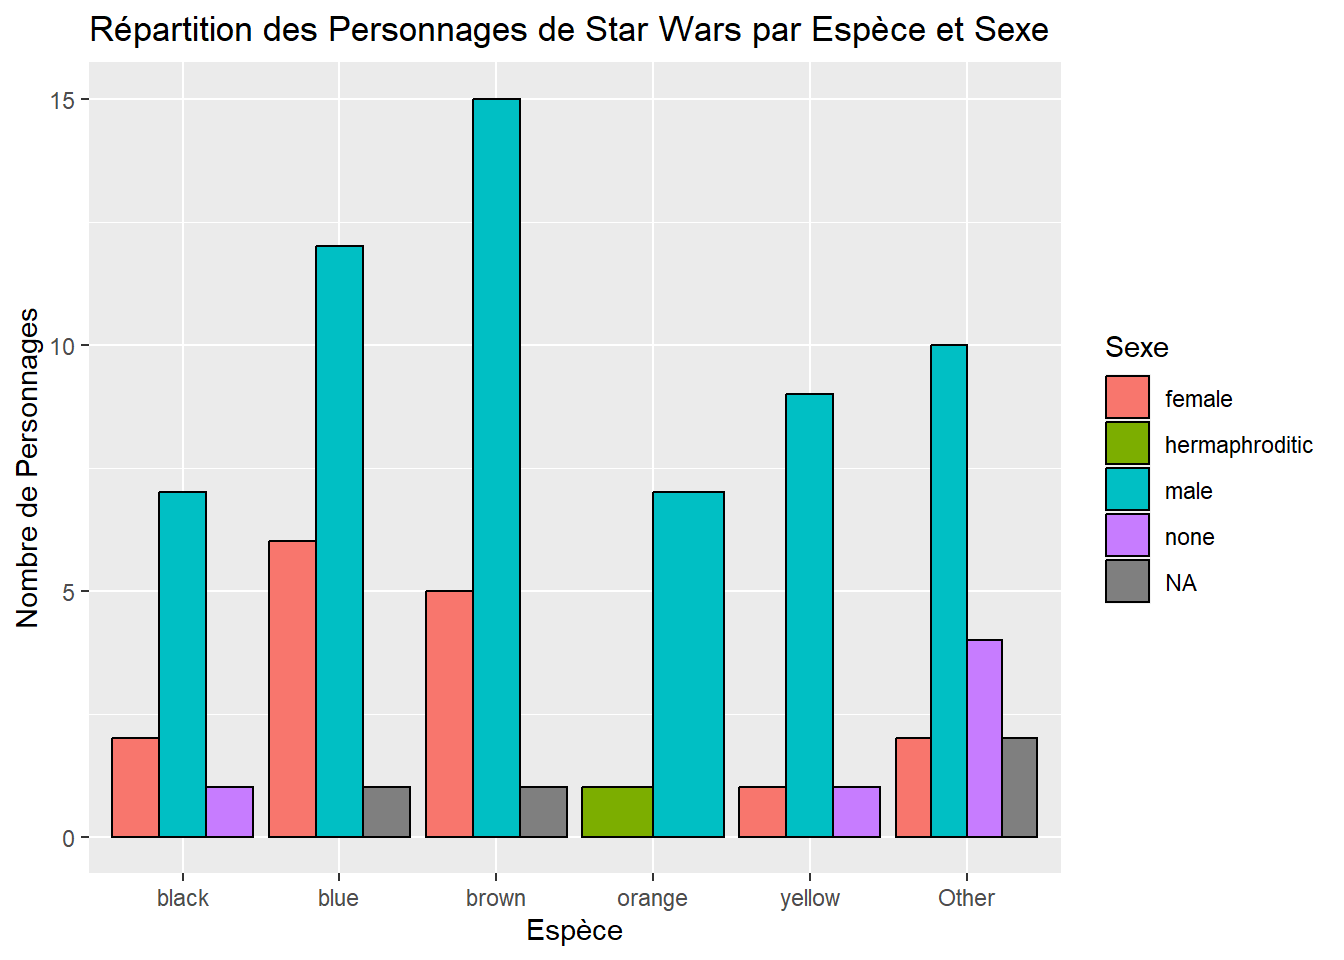 Répartition des Personnages de Star Wars par Espèce et Sexe
Nombre de Personnages
15
10
5
0
black
blue
brown
orange
yellow
Other
Espèce
Sexe
female
hermaphroditic
male
none
NA